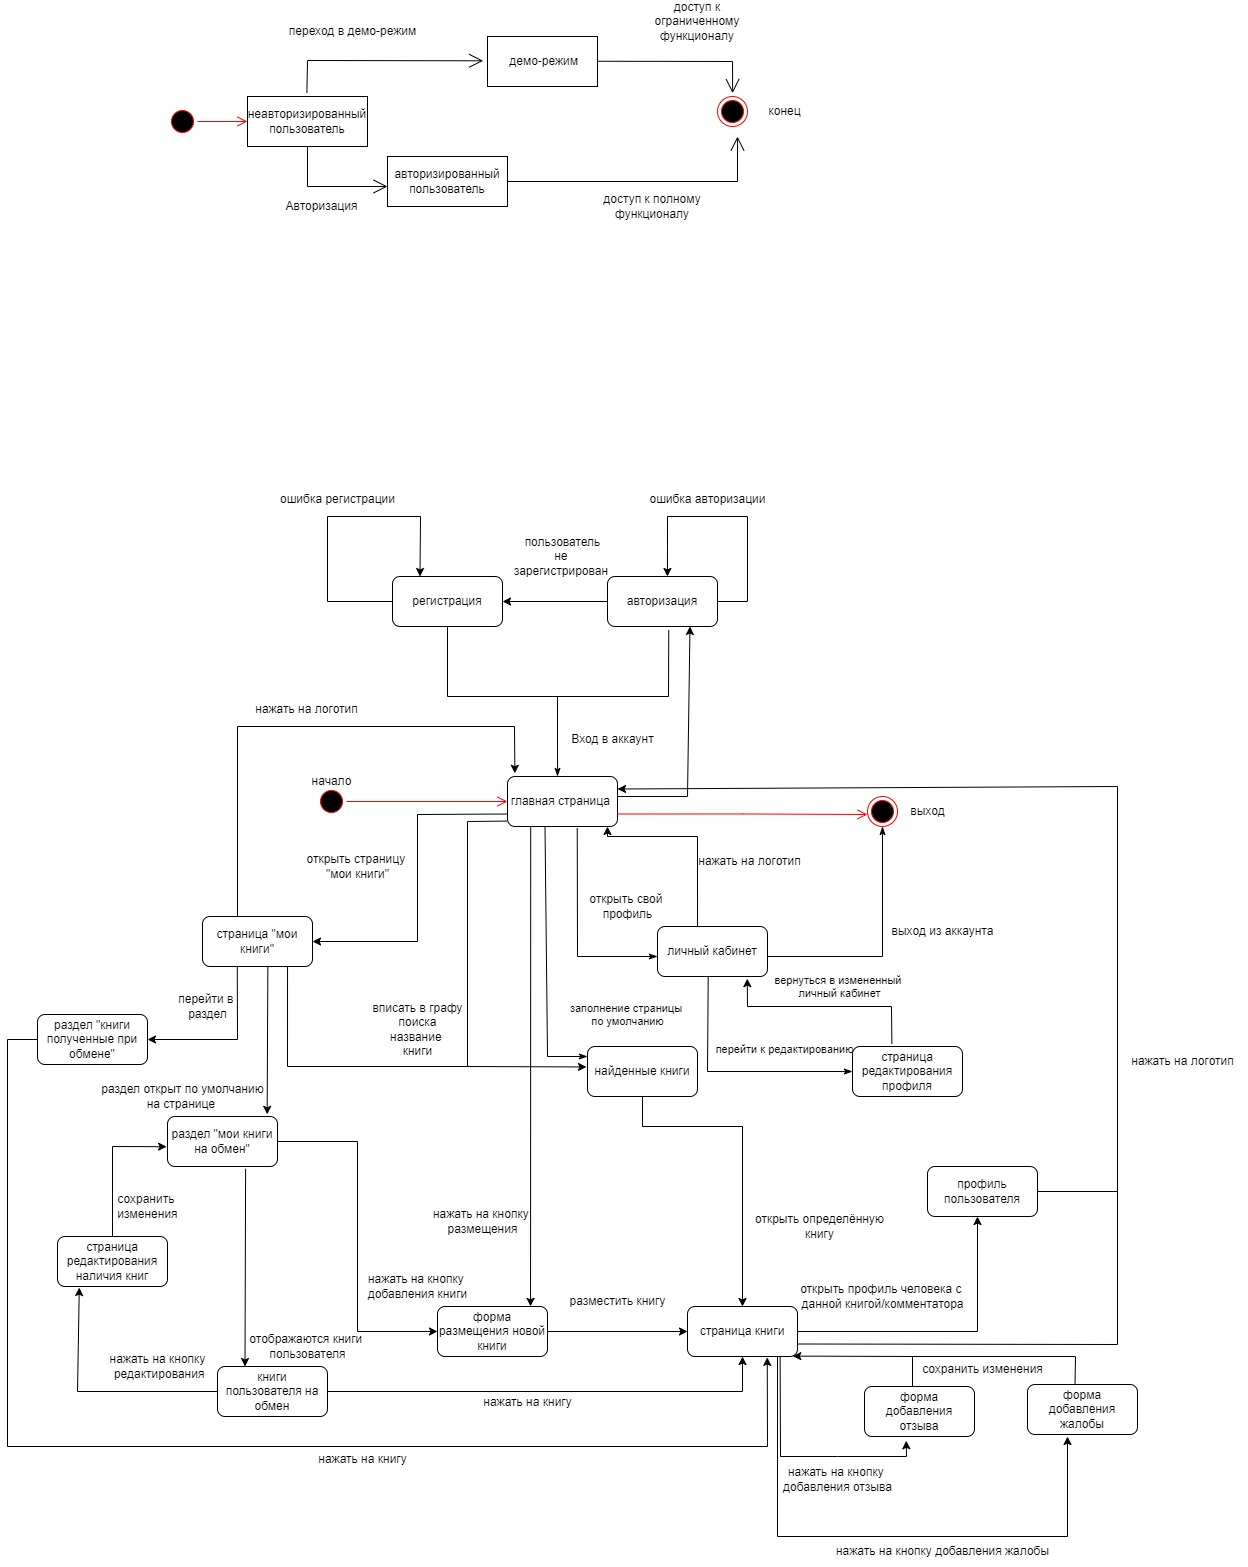 доступ к
ограниченному
функционалу
переход в демо-режим
демо-режим
конец
неавторизированный
пользователь
авторизированный
пользователь
Авторизация
доступ к полному
функционалу
ошибка регистрации
ошибка авторизации
пользователь
не
зарегистрирован
регистрация
авторизация
нажать на логотип
Вход в аккаунт
начало
главная страница
выход
открыть страницу
"мои книги"
нажать на логотип
открыть свой
профиль
страница "мои
книги"
личный кабинет
выход из аккаунта
вернуться в измененный
личный кабинет
перейти в
раздел
вписать в графу
поиска
название
книги
заполнение страницы
по умолчанию
раздел "книги
полученные при
обмене"
перейти к редактированию
страница
редактирования
профиля
найденные книги
нажать на логотип
раздел открыт по умолчанию
на странице
раздел "мои книги
на обмен"
профиль
пользователя
сохранить
изменения
нажать на кнопку
размещения
открыть определённую
книгу
страница
редактирования
наличия книг
нажать на кнопку
добавления книги
разместить книгу
открыть профиль человека с
данной книгой/комментатора
форма
размещения новой
книги
страница книги
отображаются книги
пользователя
нажать на кнопку
редактирования
книги
пользователя на
обмен
сохранить изменения
нажать на книгу
форма
добавления
отзыва
форма
добавления
жалобы
нажать на книгу
нажать на кнопку
добавления отзыва
нажать на кнопку добавления жалобы